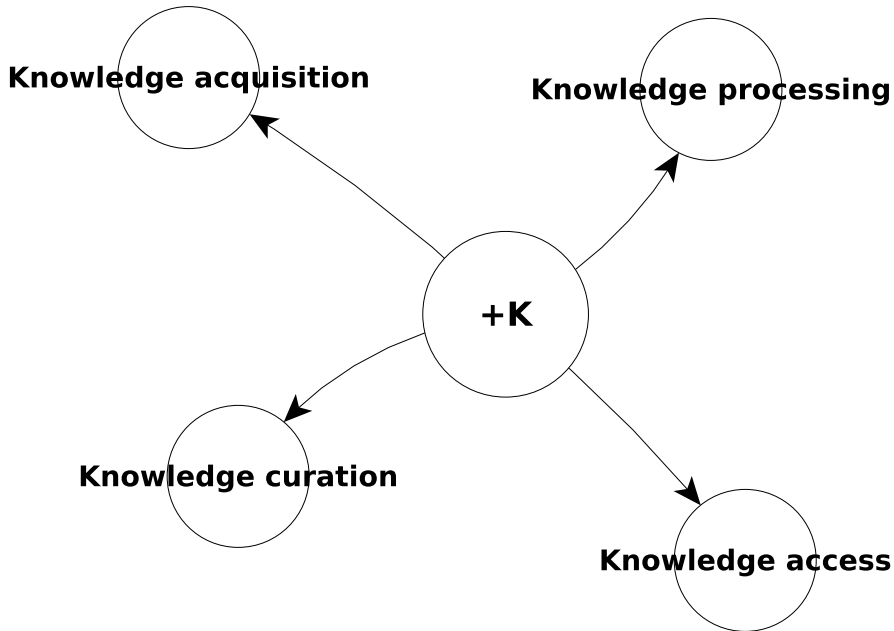 Knowledge acquisition
Knowledge processing
+K
Knowledge curation
Knowledge access